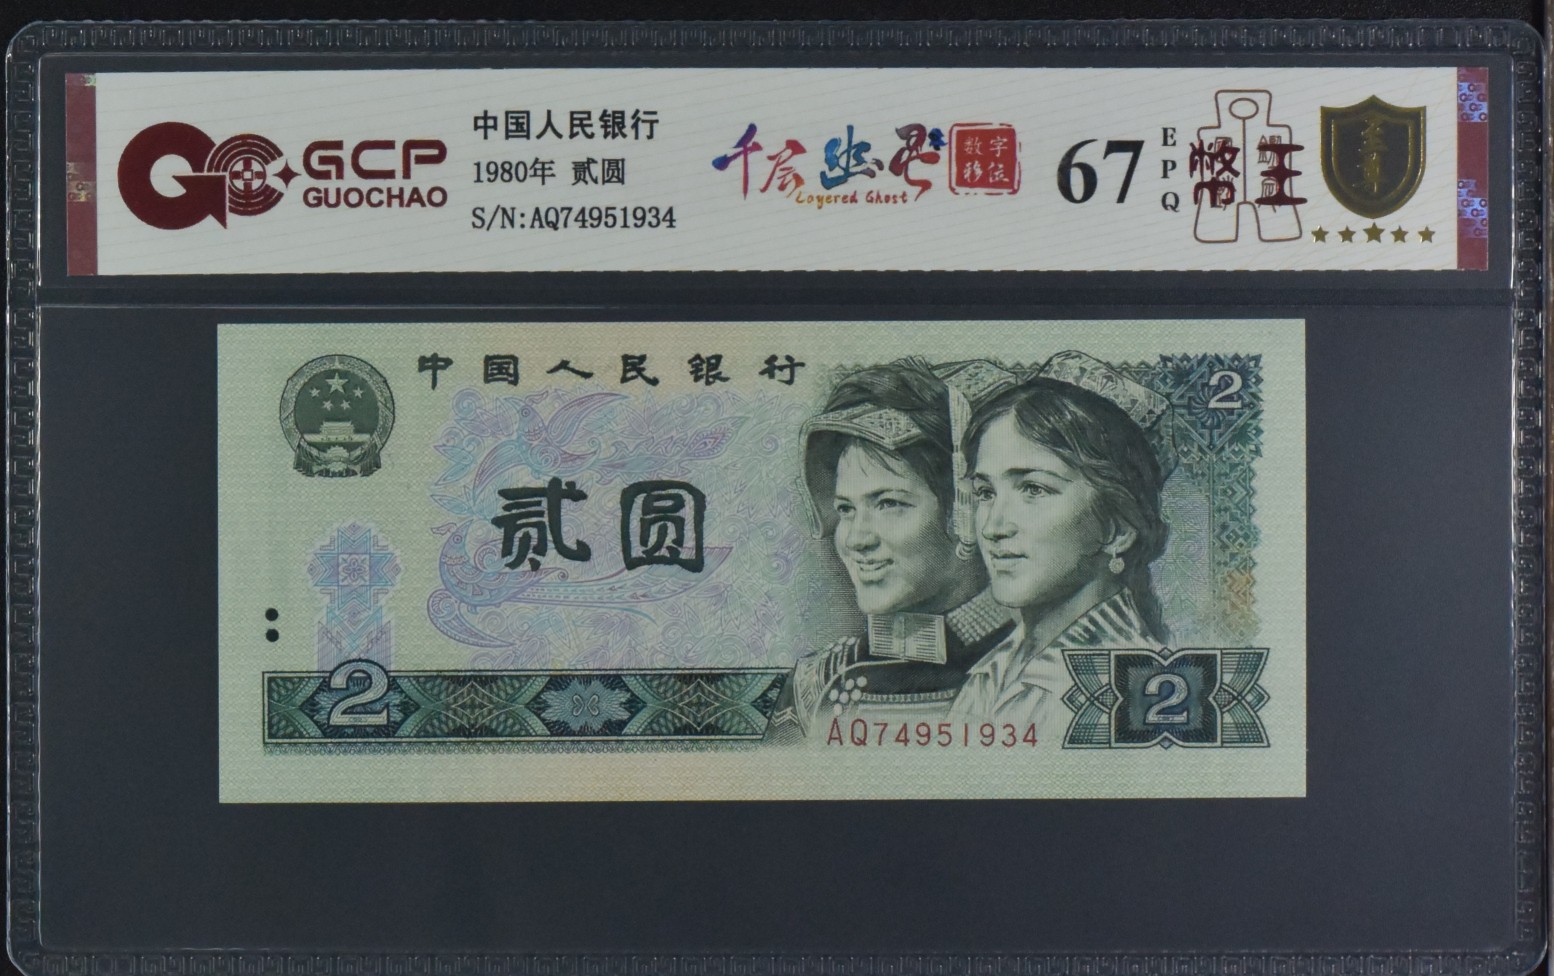 GCP
GUOCHAO
中国人民银行
1980年 贰圆
S/N:AQ74951934
千层幽灵
Layered Ghost
数字
移位
67
EPQ
至尊
中国人民银行
2
贰圆
2
2
AQ74951934